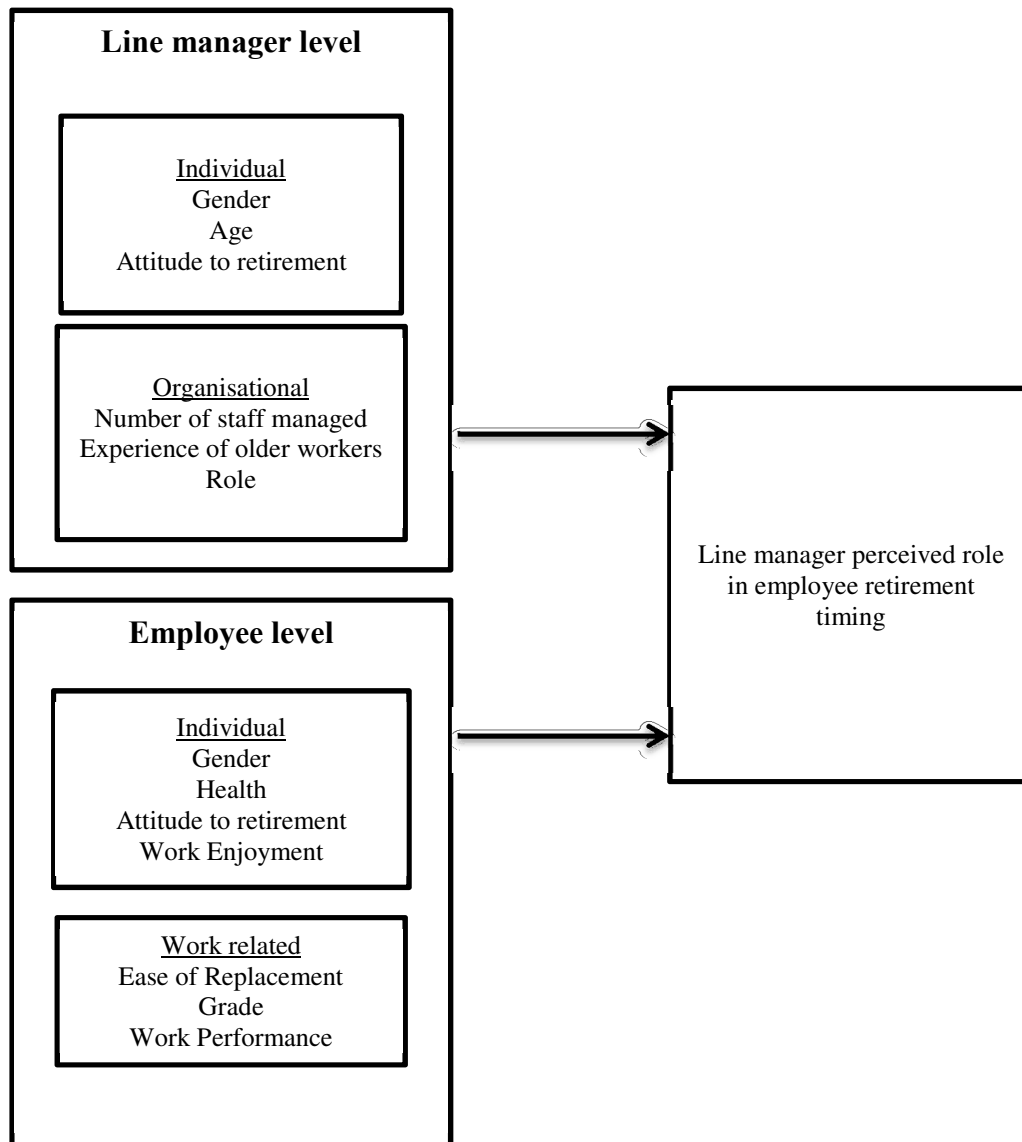 Line manager level
Individual
Gender
Age
Attitude to retirement
Organisational
Number of staff managed
Experience of older workers
Role
Employee level
Individual
Gender
Health
Attitude to retirement
Work Enjoyment
Work related
Ease of Replacement
Grade
Work Performance
Line manager perceived role
in employee retirement
timing